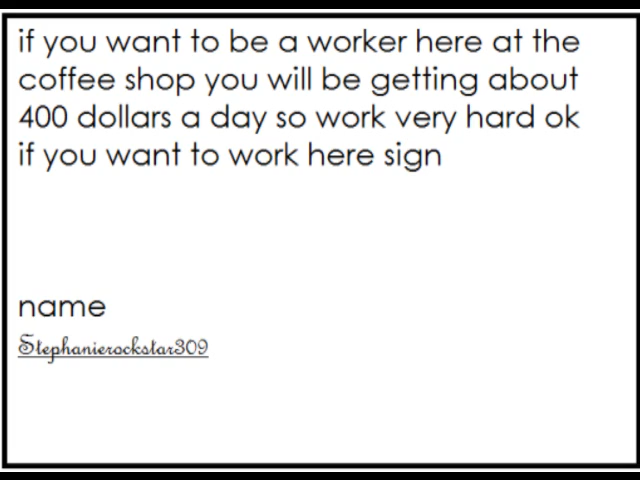 if you want to be a worker here at the
coffee shop you will be getting about
400 dollars a day so work very hard ok
if you want to work here sign
name
Stephanierockstar309